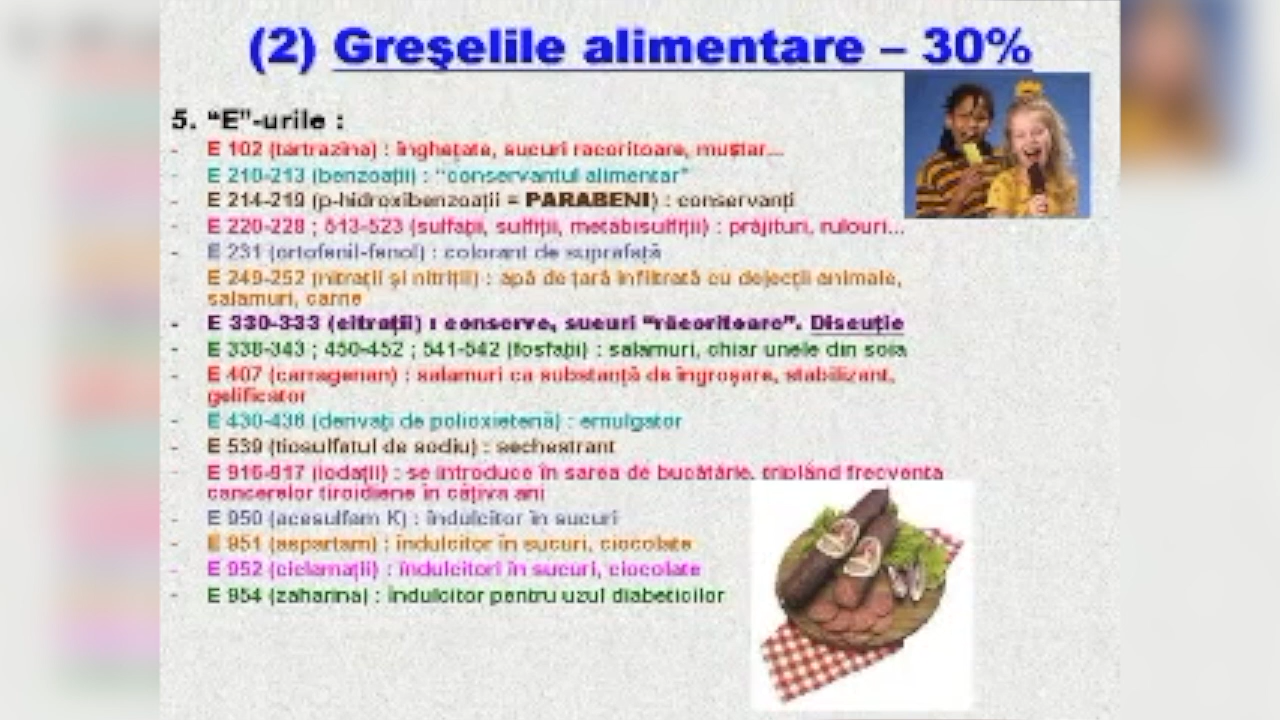 (2) Greşelile alimentare – 30%
5. “E”-urile :
- E 102 (tartrazina) : îngheţate, sucuri racoritoare, muştar...
- E 210-213 (benzoaţii) : “conservantul alimentar”
- E 214-219 (p-hidroxibenzoaţii = PARABENI) : conservanţi
- E 220-228 ; 513-523 (sulfaţii, sulfiţii, metabisulfiţii) : prăjituri, rulouri...
- E 231 (ortofenil-fenol) : colorant de suprafaţă
- E 249-252 (nitraţii şi nitriţii) : apă de ţară infiltrată cu dejecţii animale,
salamuri, carne
- E 330-333 (citraţii) : conserve, sucuri “răcoritoare”. Discuţie
- E 338-343 ; 450-452 ; 541-542 (fosfaţii) : salamuri, chiar unele din soia
- E 407 (carragenan) : salamuri ca substanţă de îngroşare, stabilizant,
gelificator
- E 430-436 (derivaţi de polioxietenă) : emulgator
- E 539 (tiosulfatul de sodiu) : sechestrant
- E 916-917 (iodaţii) : se introduce în sarea de bucătărie, triplând frecvenţa
cancerelor tiroidiene în câţiva ani
- E 950 (acesulfam K) : îndulcitor în sucuri
- E 951 (aspartam) : îndulcitor în sucuri, ciocolate
- E 952 (ciclamaţii) : îndulcitori în sucuri, ciocolate
- E 954 (zaharina) : îndulcitor pentru uzul diabeticilor